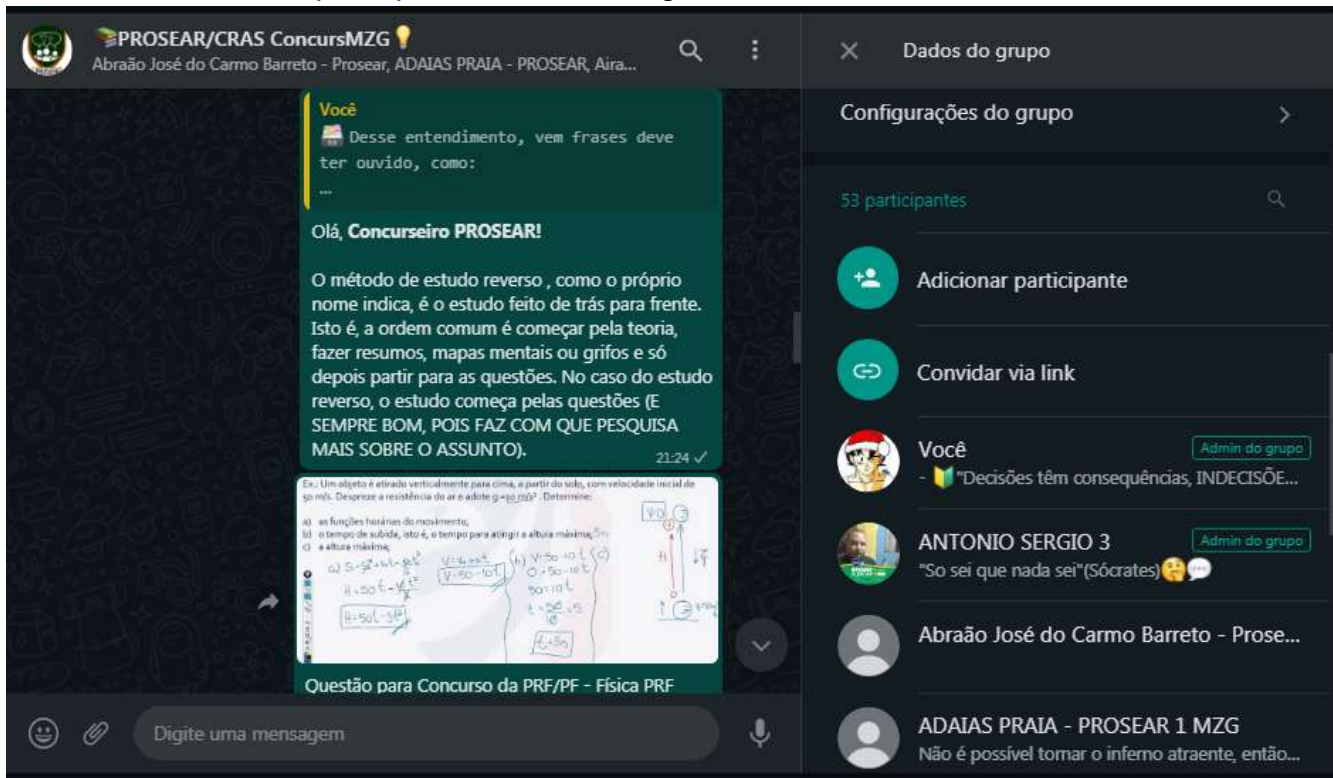 PROSEAR/CRAS ConcursMZG
Abraão José do Carmo Barreto - Prosear, ADAIAS PRAIA - PROSEAR, Aira...
Você
Desse entendimento, vem frases deve
ter ouvido, como:
...
Olá, Concurseiro PROSEAR!
O método de estudo reverso , como o próprio
nome indica, é o estudo feito de trás para frente.
Isto é, a ordem comum é começar pela teoria,
fazer resumos, mapas mentais ou grifos e só
depois partir para as questões. No caso do estudo
reverso, o estudo começa pelas questões (E
SEMPRE BOM, POIS FAZ COM QUE PESQUISA
MAIS SOBRE O ASSUNTO).
21:24
Ex.: Um objeto é atirado verticalmente para cima, a partir do solo, com velocidade inicial de
50 m/s. Despreze a resistência do ar e adote g=10 m/s². Determine:
a) as funções horárias do movimento;
b) o tempo de subida, isto é, o tempo para atingir a altura máxima;
c) a altura máxima;
V=50-10t
0=50-10t
H=50t-5t²
Questão para Concurso da PRF/PF - Física PRF
Digite uma mensagem
Dados do grupo
Configurações do grupo
53 participantes
Adicionar participante
Convidar via link
Você
Admin do grupo
- "Decisões têm consequências, INDECISÕE...
ANTONIO SERGIO 3
Admin do grupo
"So sei que nada sei"(Sócrates)
Abraão José do Carmo Barreto - Prose...
ADAIAS PRAIA - PROSEAR 1 MZG
Não é possível tornar o inferno atraente, então...